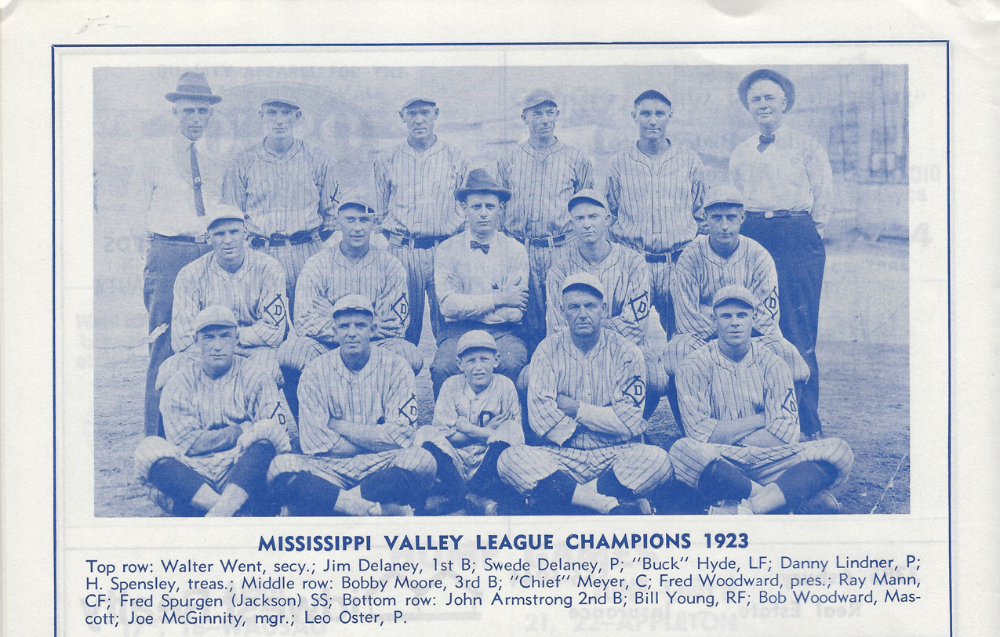 MISSISSIPPI VALLEY LEAGUE CHAMPIONS 1923
Top row: Walter Went, secy.; Jim Delaney, 1st B; Swede Delaney, P; "Buck" Hyde, LF; Danny Lindner, P;
H. Spensley, treas.; Middle row: Bobby Moore, 3rd B; "Chief" Meyer, C; Fred Woodward, pres.; Ray Mann,
CF; Fred Spurgen (Jackson) SS; Bottom row: John Armstrong 2nd B; Bill Young, RF; Bob Woodward, Mas-
cott; Joe McGinnity, mgr.; Leo Oster, P.